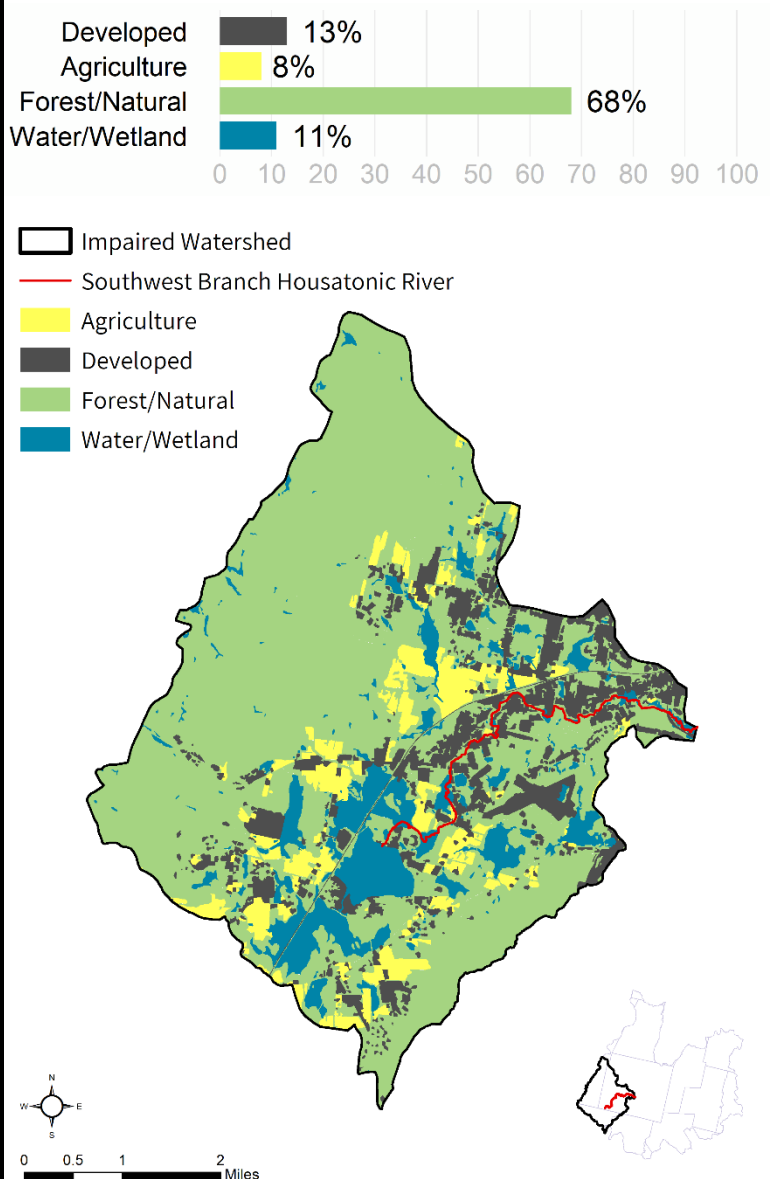 Developed 13%
Agriculture 8%
Forest/Natural 68%
Water/Wetland 11%
0 10 20 30 40 50 60 70 80 90 100
Impaired Watershed
Southwest Branch Housatonic River
Agriculture
Developed
Forest/Natural
Water/Wetland
N
W E
S
0 0.5 1 2
Miles